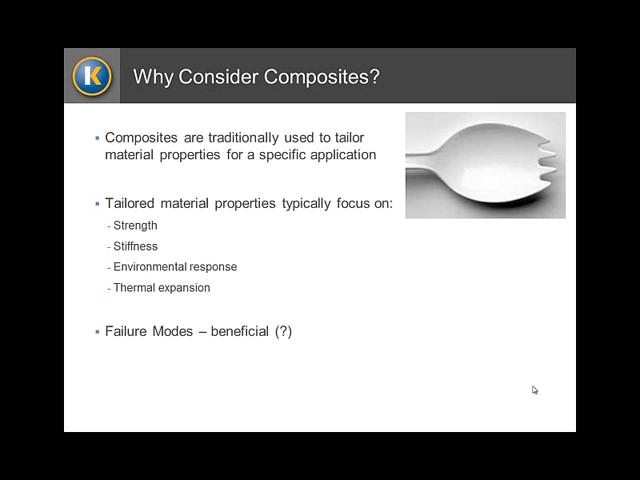 K
Why Consider Composites?
▪ Composites are traditionally used to tailor
material properties for a specific application
▪ Tailored material properties typically focus on:
- Strength
- Stiffness
- Environmental response
- Thermal expansion
▪ Failure Modes – beneficial (?)